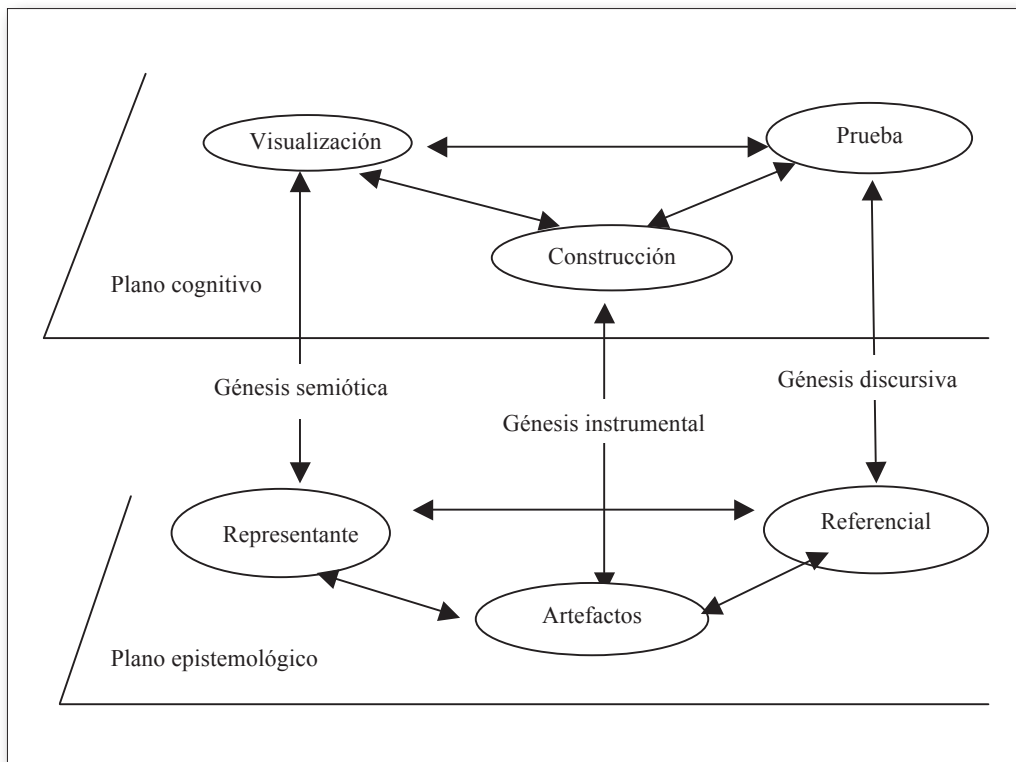 Visualización
Prueba
Construcción
Plano cognitivo
Génesis semiótica
Génesis discursiva
Génesis instrumental
Representante
Referencial
Artefactos
Plano epistemológico